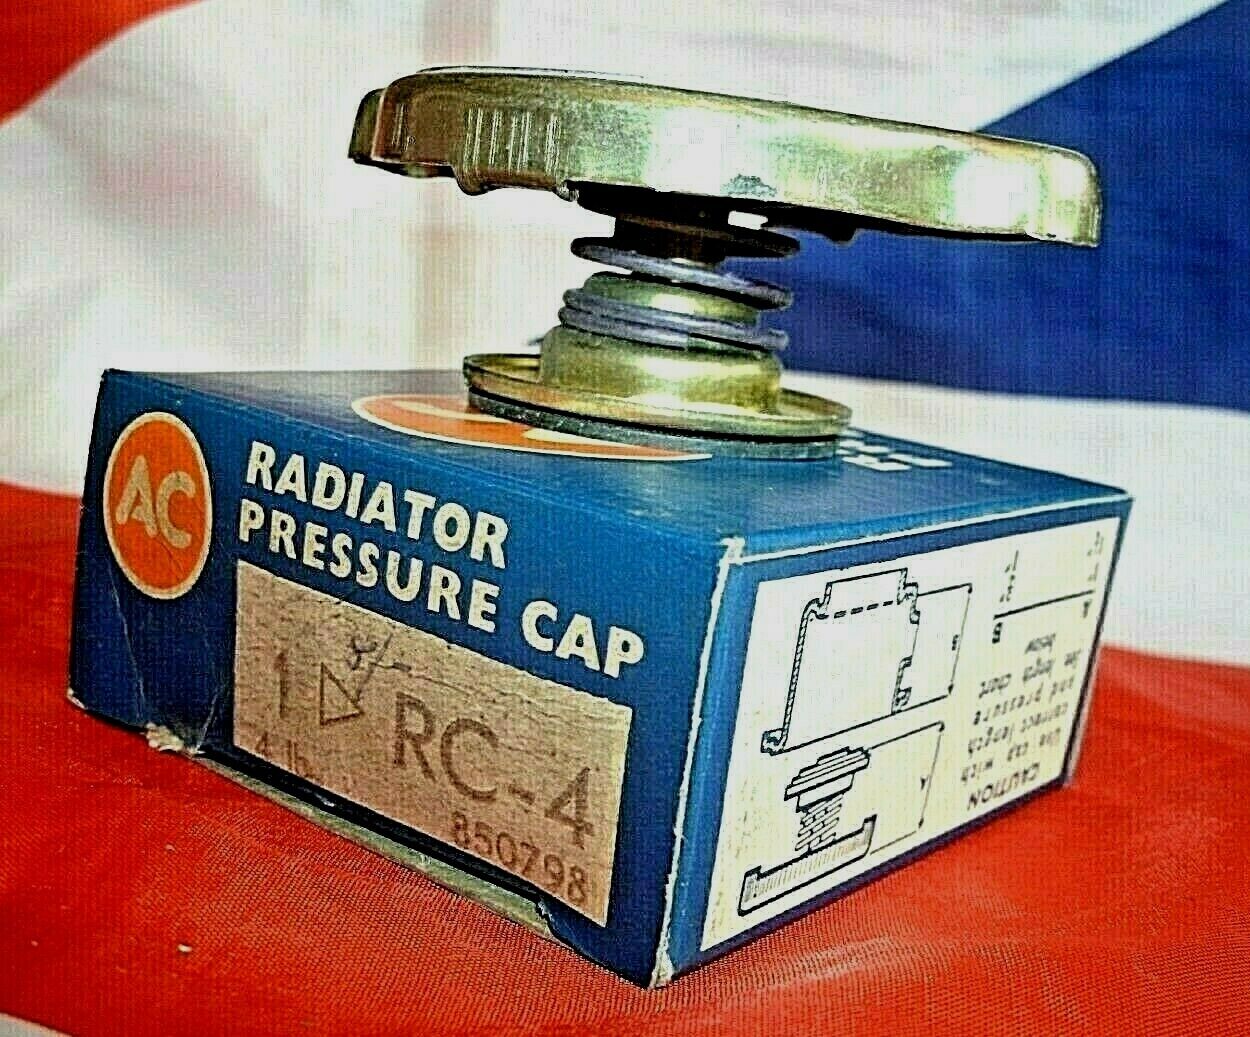 AC
RADIATOR
PRESSURE CAP
1 RC-4
4 lb
850798
CAUTION
Use cap with
correct length
and pressure
See length chart
below
B